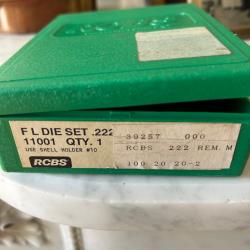 F L DIE SET .222
11001 QTY. 1
USE SHELL HOLDER #10
RCBS
39257 000
RCBS 222 REM. M
100 20 20-2